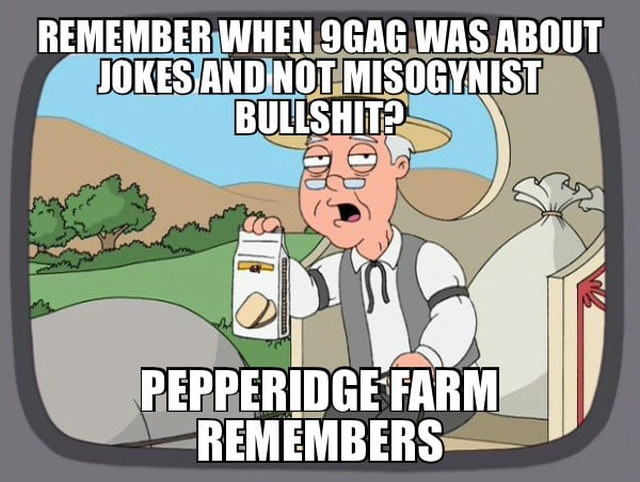 REMEMBER WHEN 9GAG WAS ABOUT
JOKES AND NOT MISOGYNIST
BULLSHIT?
PEPPERIDGE FARM
REMEMBERS